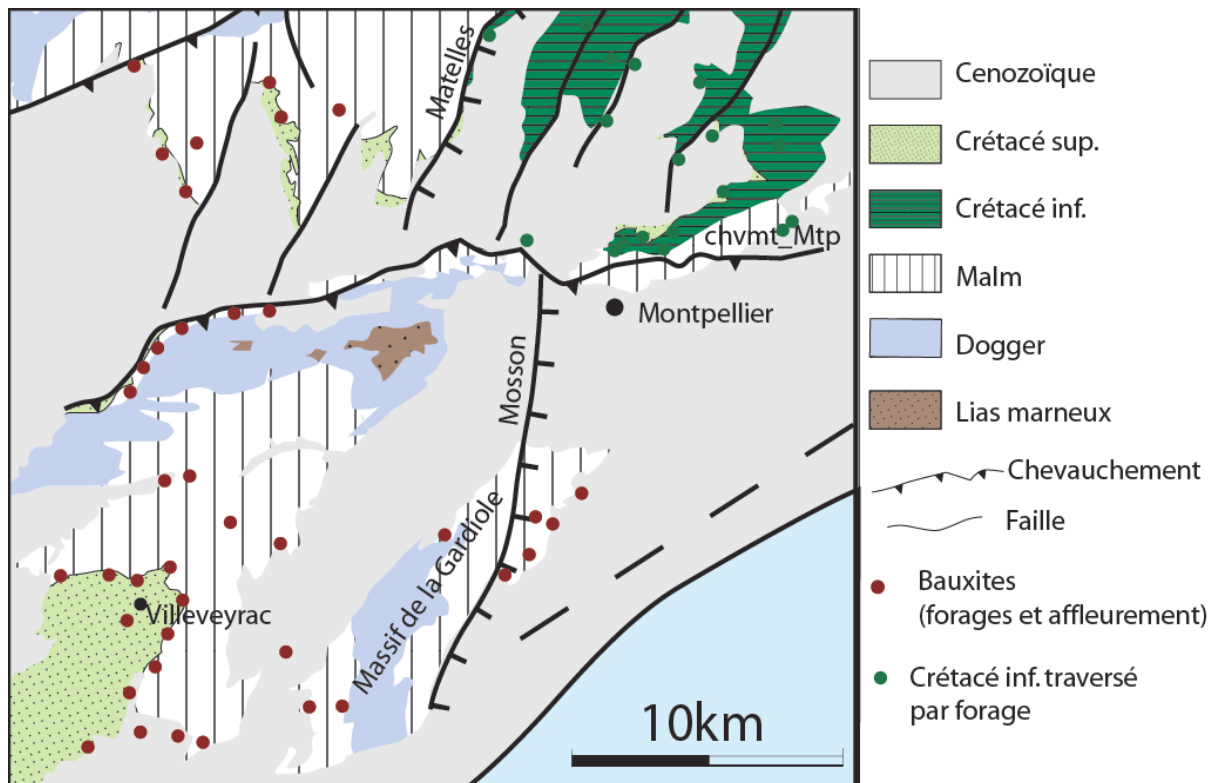 Matelles
chvmt_Mtp
Montpellier
Mosson
Massif de la Gardiole
Villeveyrac
10km
Cenozoïque
Crétacé sup.
Crétacé inf.
Malm
Dogger
Lias marneux
Chevauchement
Faille
Bauxites
(forages et affleurement)
Crétacé inf. traversé
par forage